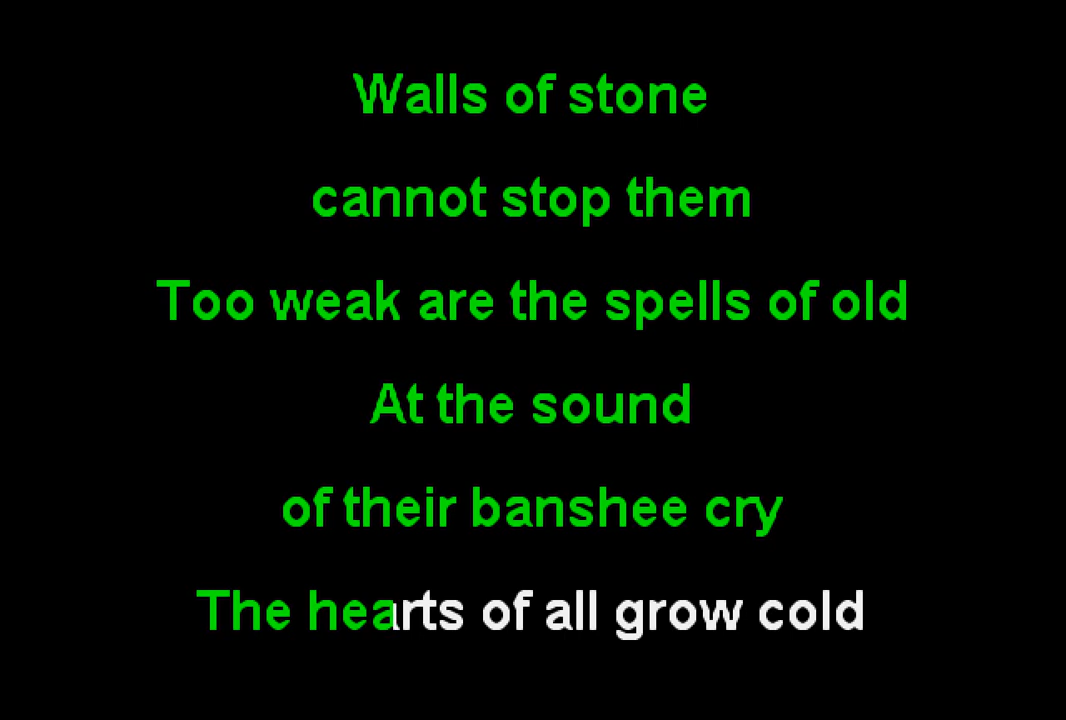 Walls of stone
cannot stop them
Too weak are the spells of old
At the sound
of their banshee cry
The hearts of all grow cold